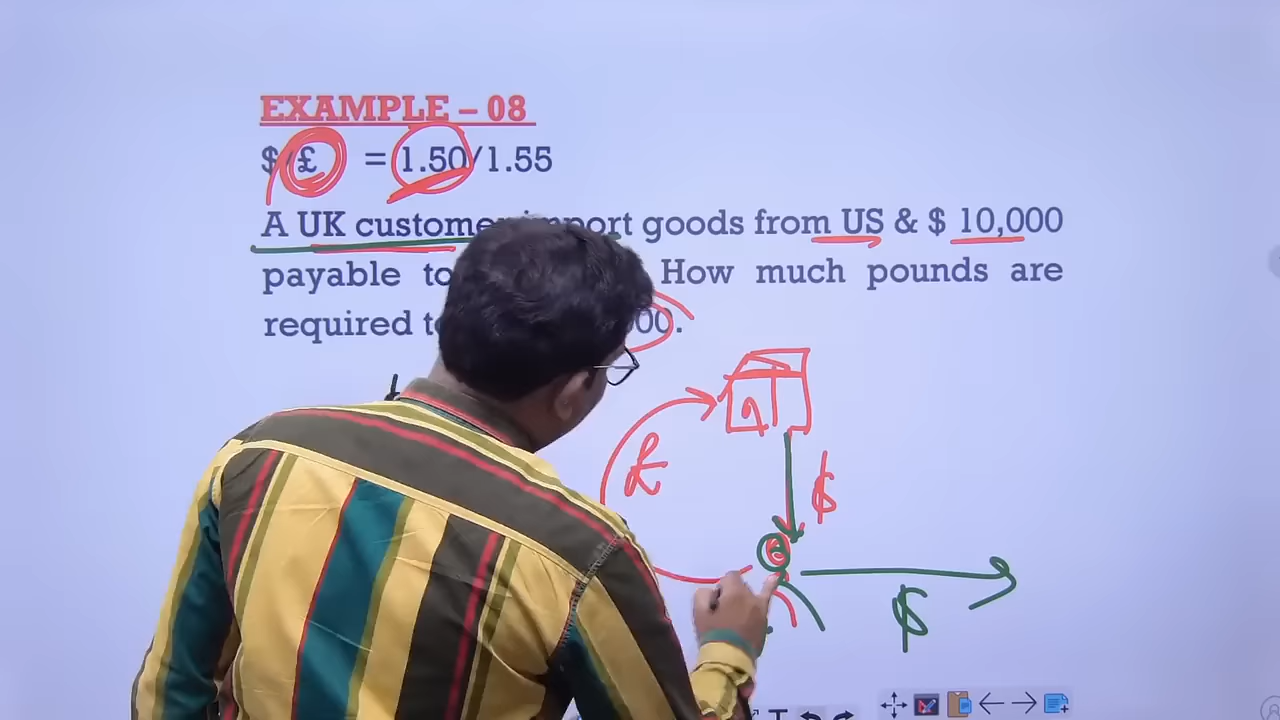 EXAMPLE – 08
$/£ = 1.50/1.55
A UK customer import goods from US & $ 10,000
payable to How much pounds are
required to 000.
£
$
$